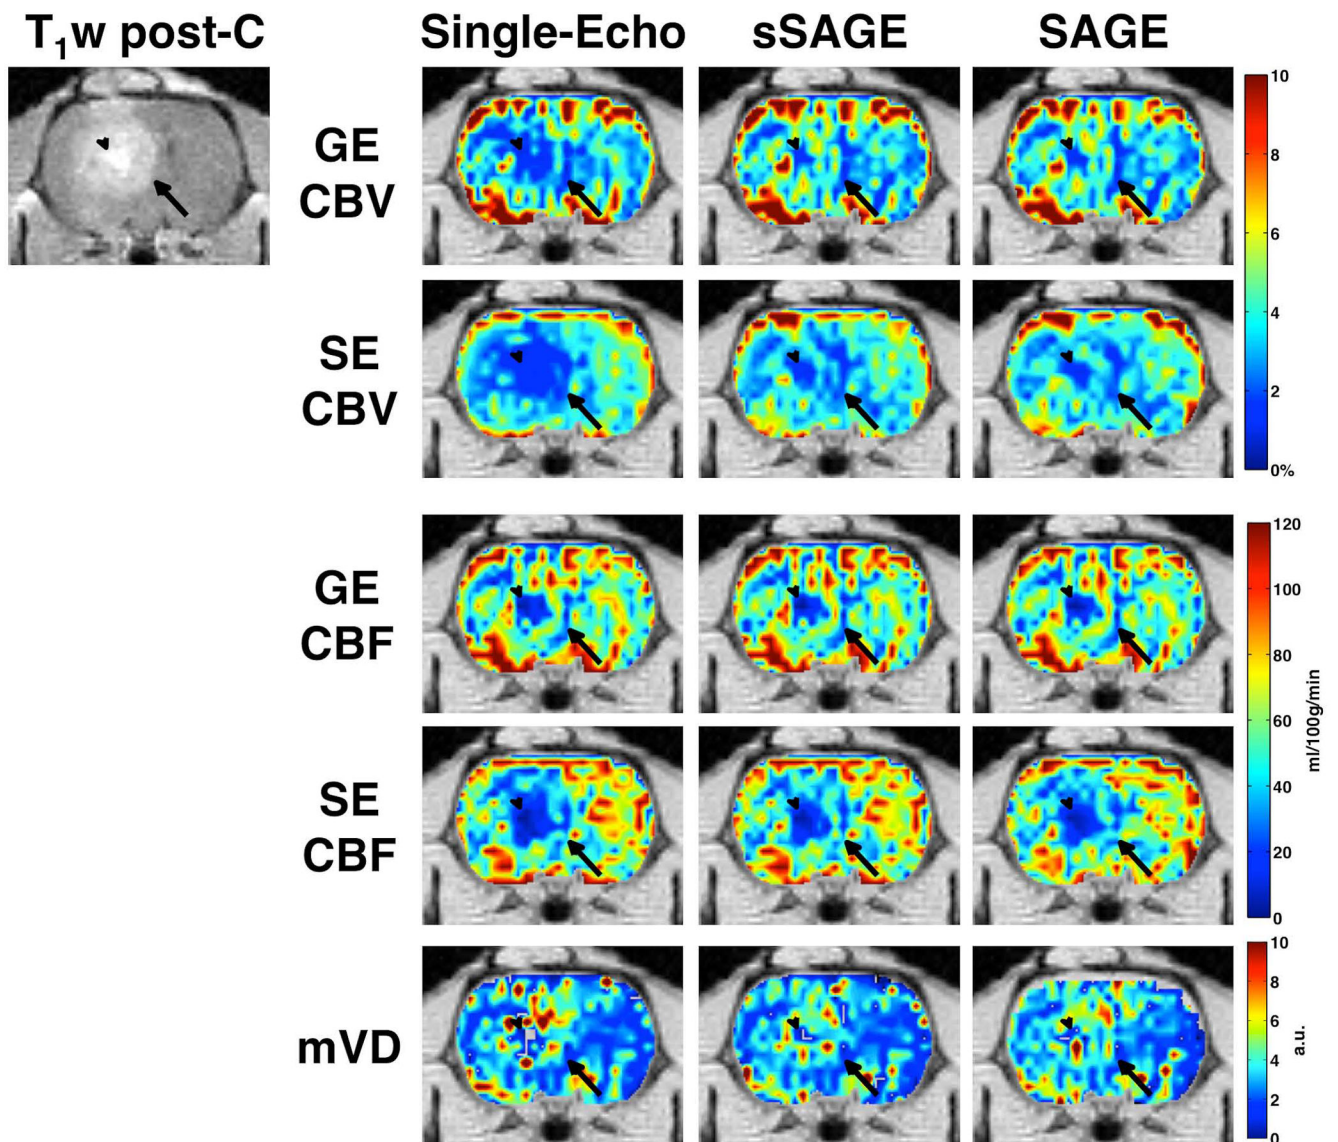 T₁w post-C
Single-Echo
sSAGE
SAGE
GE
CBV
10
8
6
4
2
0%
SE
CBV
GE
CBF
120
100
80
60
40
20
0
ml/100g/min
SE
CBF
mVD
10
8
6
4
2
0
a.u.